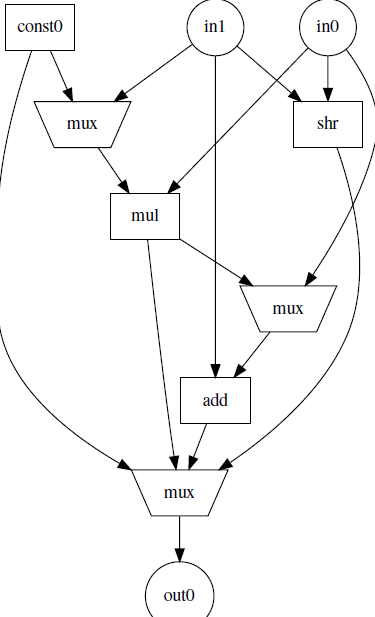 const0
in1
in0
mux
shr
mul
mux
add
mux
out0